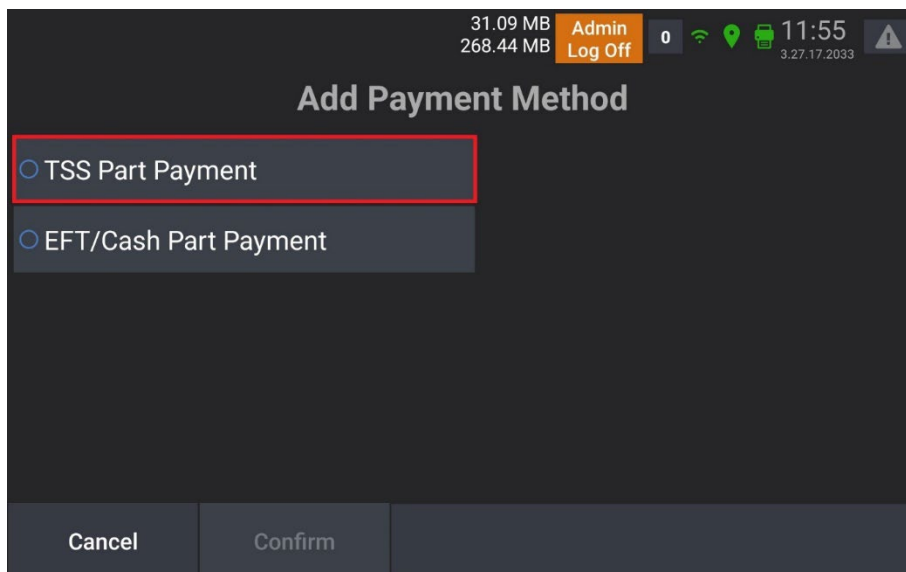 31.09 MB
268.44 MB
Admin
Log Off
0
11:55
3.27.17.2033
Add Payment Method
TSS Part Payment
EFT/Cash Part Payment
Cancel
Confirm